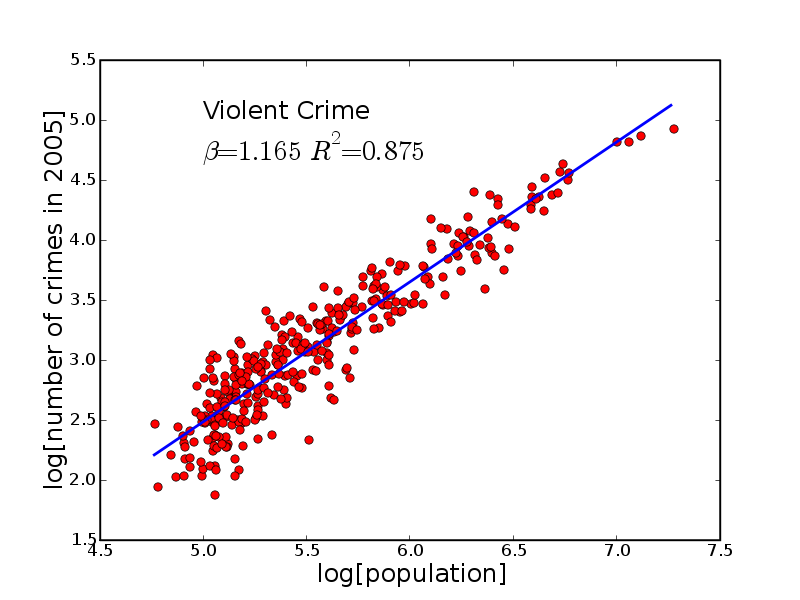 Violent Crime
β=1.165 R²=0.875
log[number of crimes in 2005]
5.5
5.0
4.5
4.0
3.5
3.0
2.5
2.0
1.5
4.5 5.0 5.5 6.0 6.5 7.0 7.5
log[population]